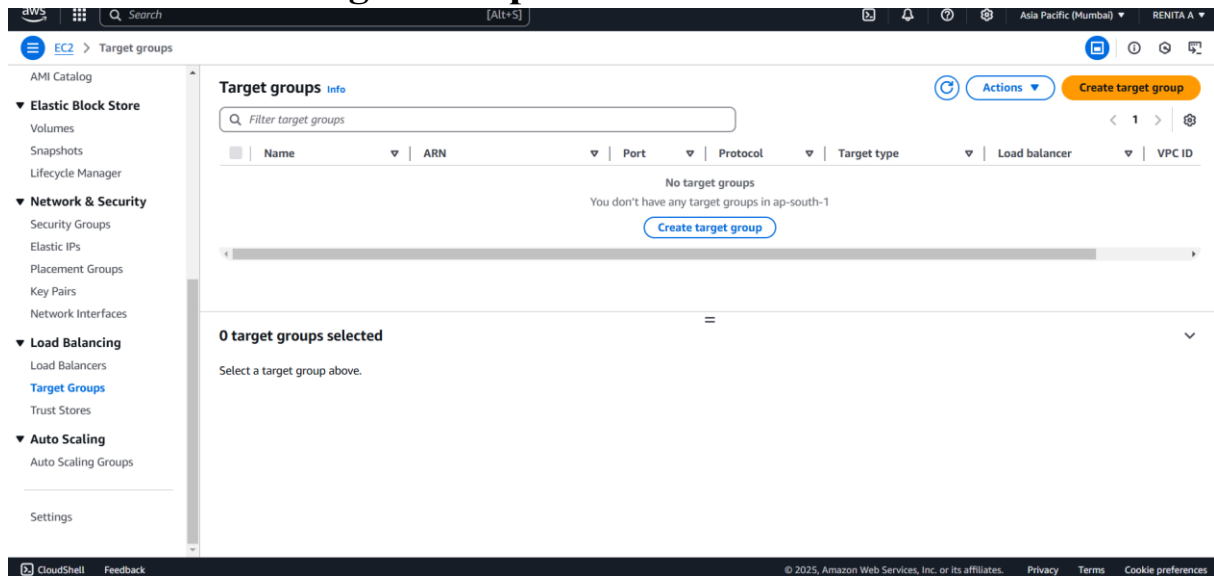 aws Search [Alt+S] Asia Pacific (Mumbai) ▼ RENITA A ▼
EC2 > Target groups
AMI Catalog
▼ Elastic Block Store
Volumes
Snapshots
Lifecycle Manager
▼ Network & Security
Security Groups
Elastic IPs
Placement Groups
Key Pairs
Network Interfaces
▼ Load Balancing
Load Balancers
Target Groups
Trust Stores
▼ Auto Scaling
Auto Scaling Groups
Settings
Target groups Info
Actions ▼ Create target group
Filter target groups
< 1 >
Name ARN Port Protocol Target type Load balancer VPC ID
No target groups
You don't have any target groups in ap-south-1
Create target group
0 target groups selected
Select a target group above.
CloudShell Feedback © 2025, Amazon Web Services, Inc. or its affiliates. Privacy Terms Cookie preferences